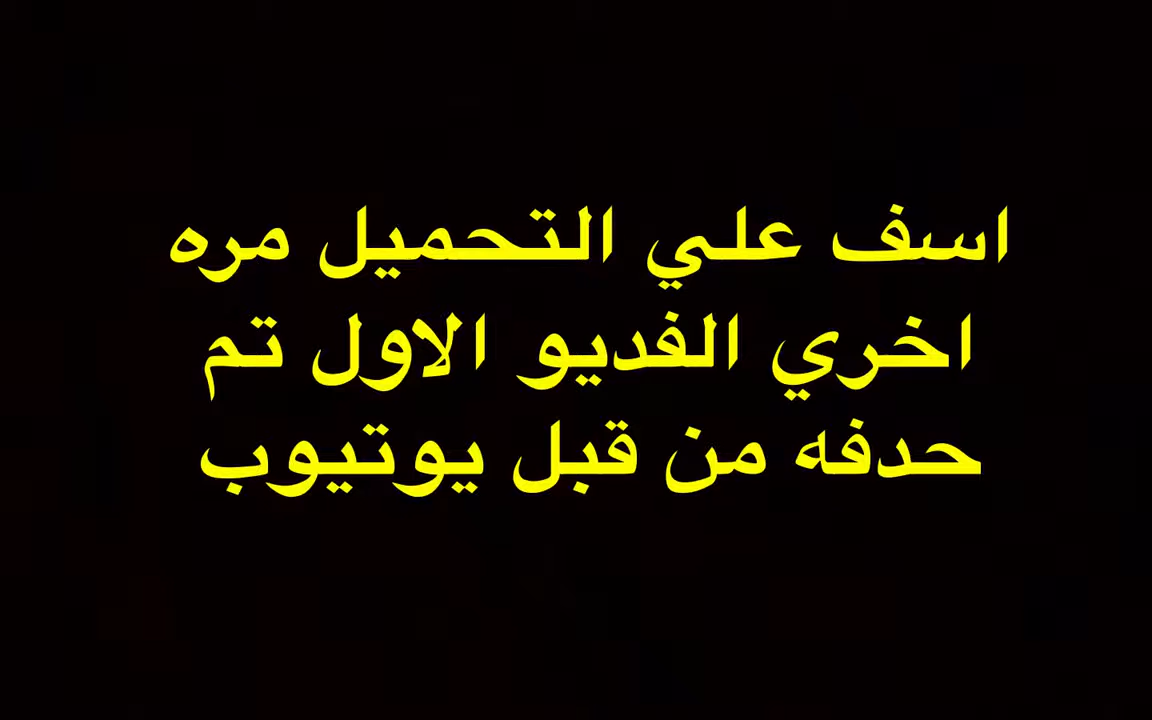 اسف علي التحميل مره
اخري الفديو الاول تم
حدفه من قبل يوتيوب